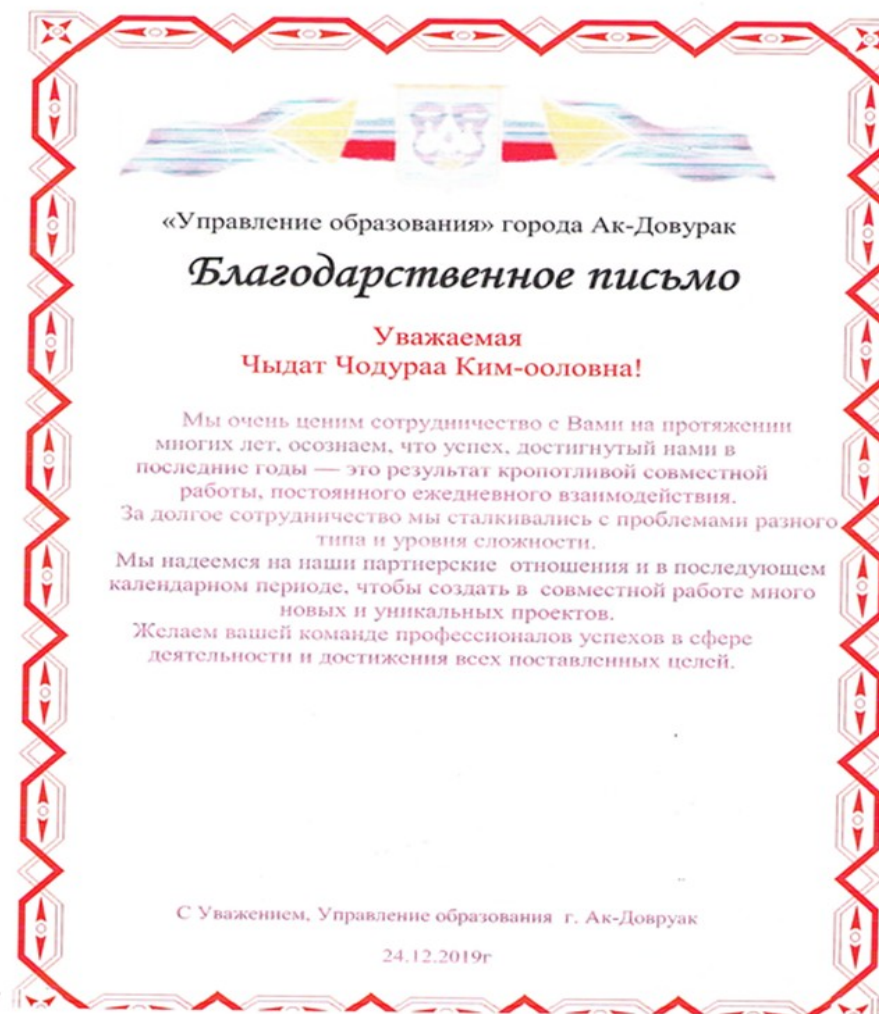 «Управление образования» города Ак-Довурак
Благодарственное письмо
Уважаемая
Чыдат Чодураа Ким-ооловна!
Мы очень ценим сотрудничество с Вами на протяжении
многих лет, осознаем, что успех, достигнутый нами в
последние годы — это результат кропотливой совместной
работы, постоянного ежедневного взаимодействия.
За долгое сотрудничество мы сталкивались с проблемами разного
типа и уровня сложности.
Мы надеемся на наши партнерские отношения и в последующем
календарном периоде, чтобы создать в совместной работе много
новых и уникальных проектов.
Желаем вашей команде профессионалов успехов в сфере
деятельности и достижения всех поставленных целей.
С Уважением, Управление образования г. Ак-Довруак
24.12.2019г